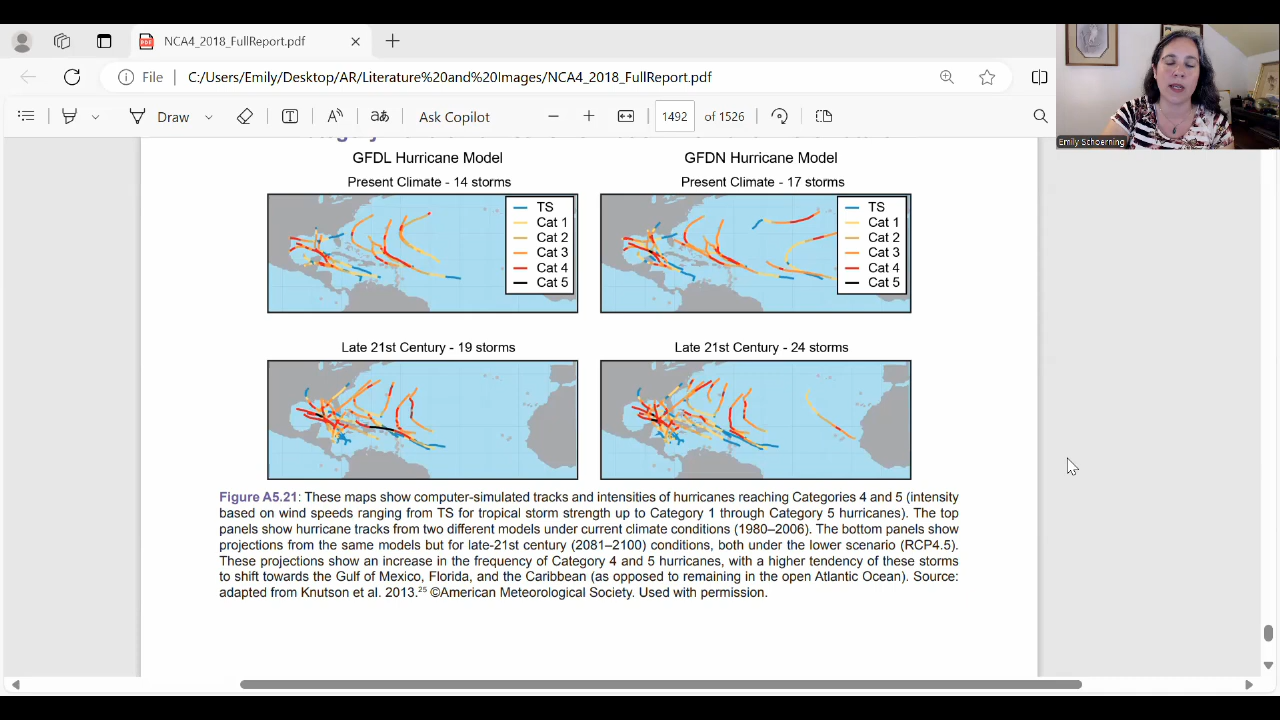 NCA4_2018_FullReport.pdf
File C:/Users/Emily/Desktop/AR/Literature%20and%20Images/NCA4_2018_FullReport.pdf
Draw Ask Copilot 1492 of 1526
Emily Schoerning
GFDL Hurricane Model GFDN Hurricane Model
Present Climate - 14 storms Present Climate - 17 storms
TS TS
Cat 1 Cat 1
Cat 2 Cat 2
Cat 3 Cat 3
Cat 4 Cat 4
Cat 5 Cat 5
Late 21st Century - 19 storms Late 21st Century - 24 storms
Figure A5.21: These maps show computer-simulated tracks and intensities of hurricanes reaching Categories 4 and 5 (intensity
based on wind speeds ranging from TS for tropical storm strength up to Category 1 through Category 5 hurricanes). The top
panels show hurricane tracks from two different models under current climate conditions (1980–2006). The bottom panels show
projections from the same models but for late-21st century (2081–2100) conditions, both under the lower scenario (RCP4.5).
These projections show an increase in the frequency of Category 4 and 5 hurricanes, with a higher tendency of these storms
to shift towards the Gulf of Mexico, Florida, and the Caribbean (as opposed to remaining in the open Atlantic Ocean). Source:
adapted from Knutson et al. 2013.25 ©American Meteorological Society. Used with permission.